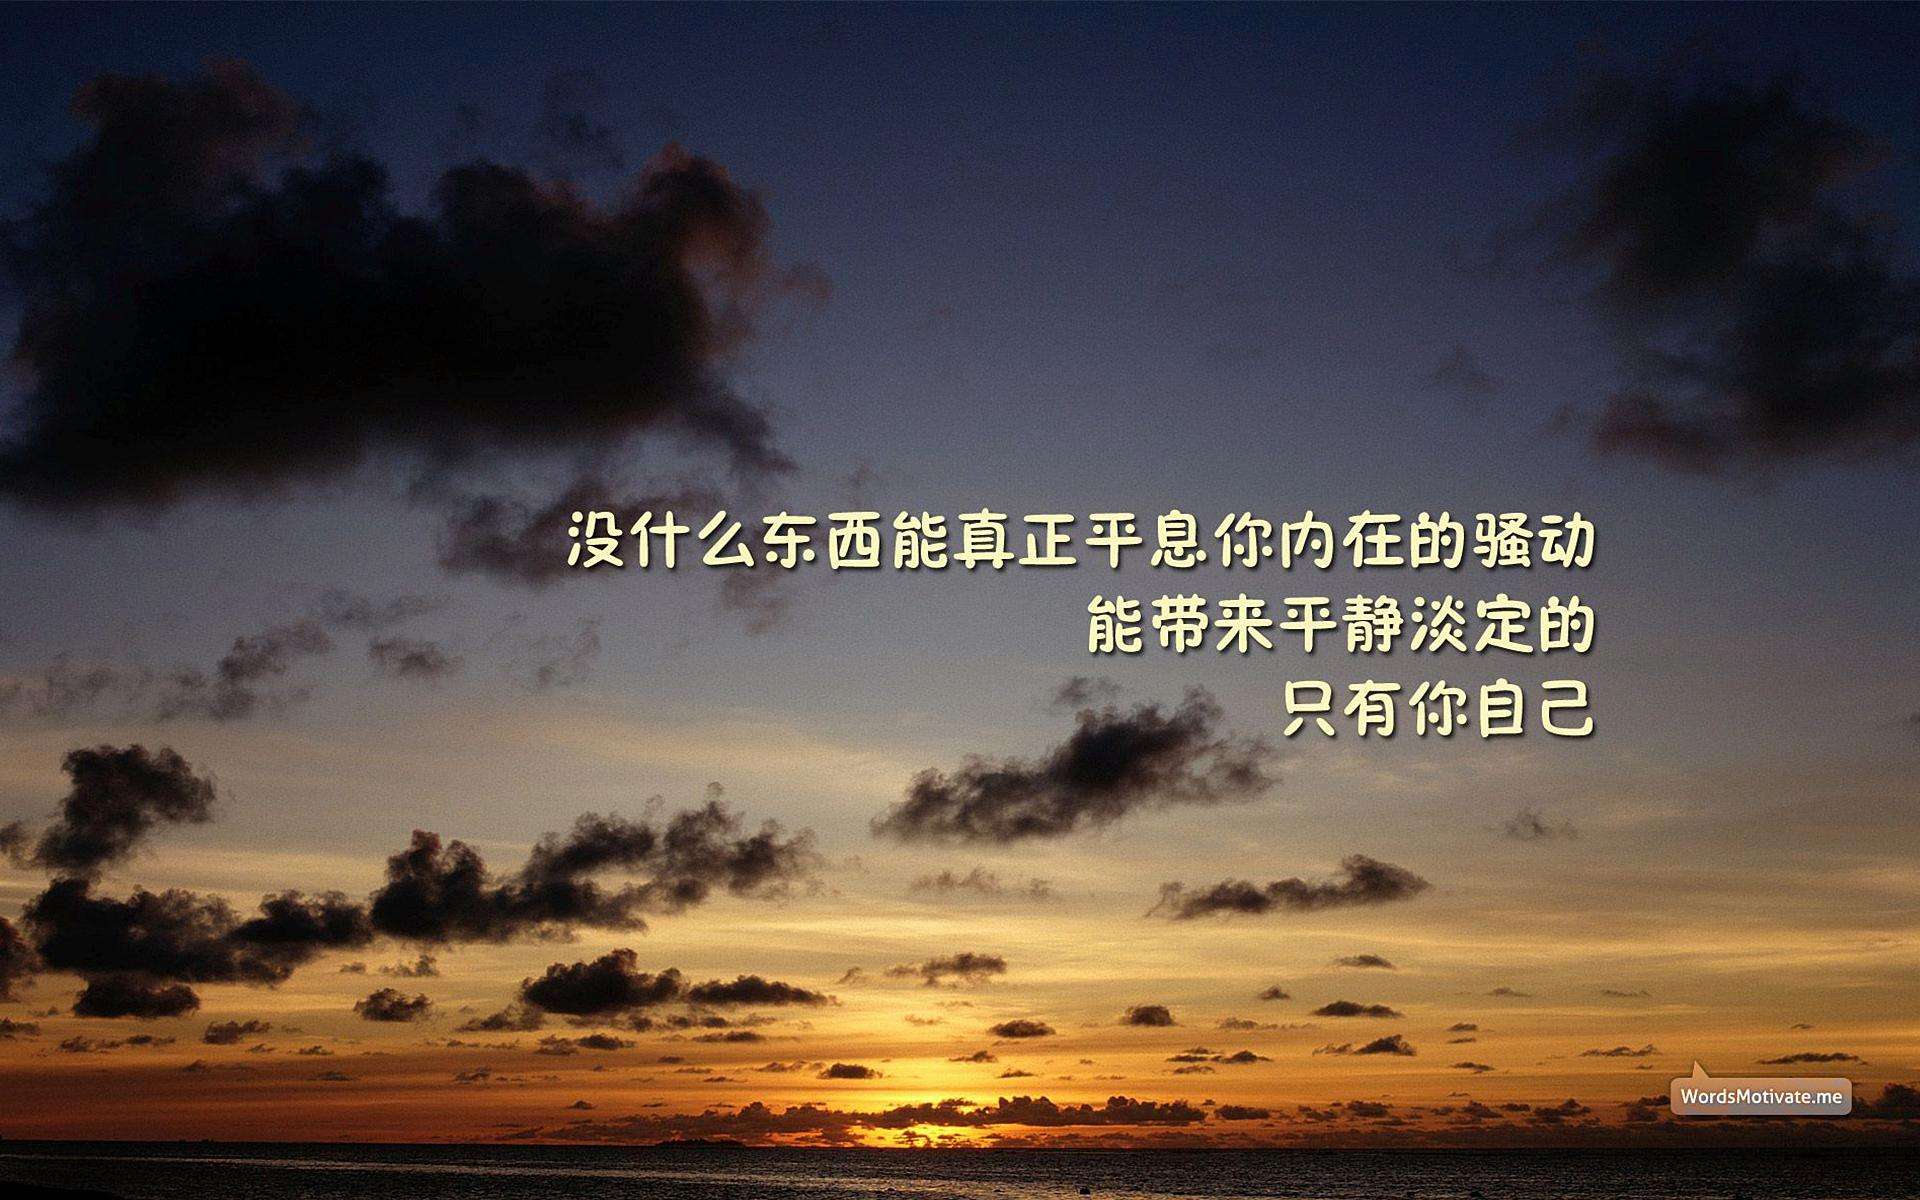 没什么东西能真正平息你内在的骚动
能带来平静淡定的
只有你自己
WordsMotivate.me